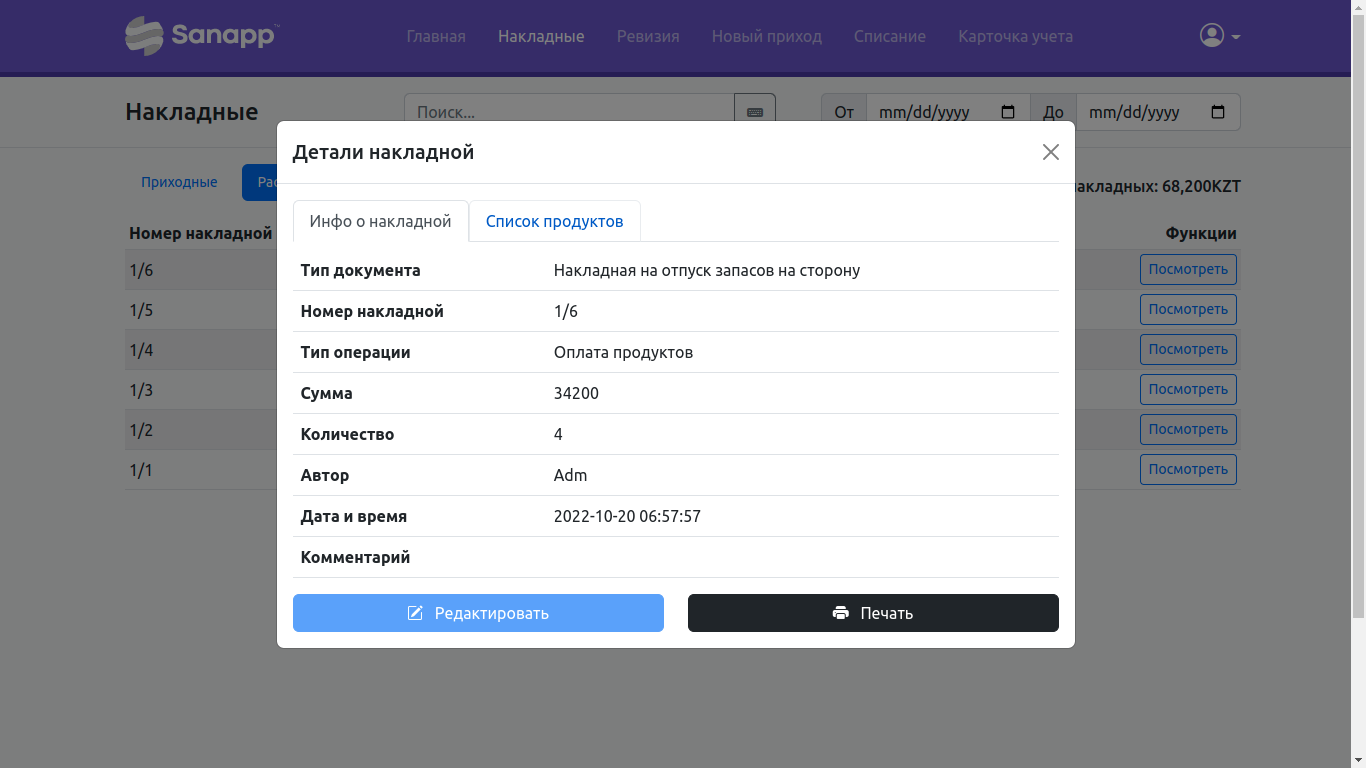 Sanapp™
Главная Накладные Ревизия Новый приход Списание Карточка учета
Накладные Поиск... От mm/dd/yyyy До mm/dd/yyyy
Детали накладной
Приходные
68,200KZT
Инфо о накладной Список продуктов
Номер накладной Функции
Тип документа Накладная на отпуск запасов на сторону
1/6 Посмотреть
Номер накладной 1/6
1/5 Посмотреть
Тип операции Оплата продуктов
1/4 Посмотреть
Сумма 34200
1/3 Посмотреть
Количество 4
1/2 Посмотреть
Автор Adm
1/1 Посмотреть
Дата и время 2022-10-20 06:57:57
Комментарий
Редактировать Печать